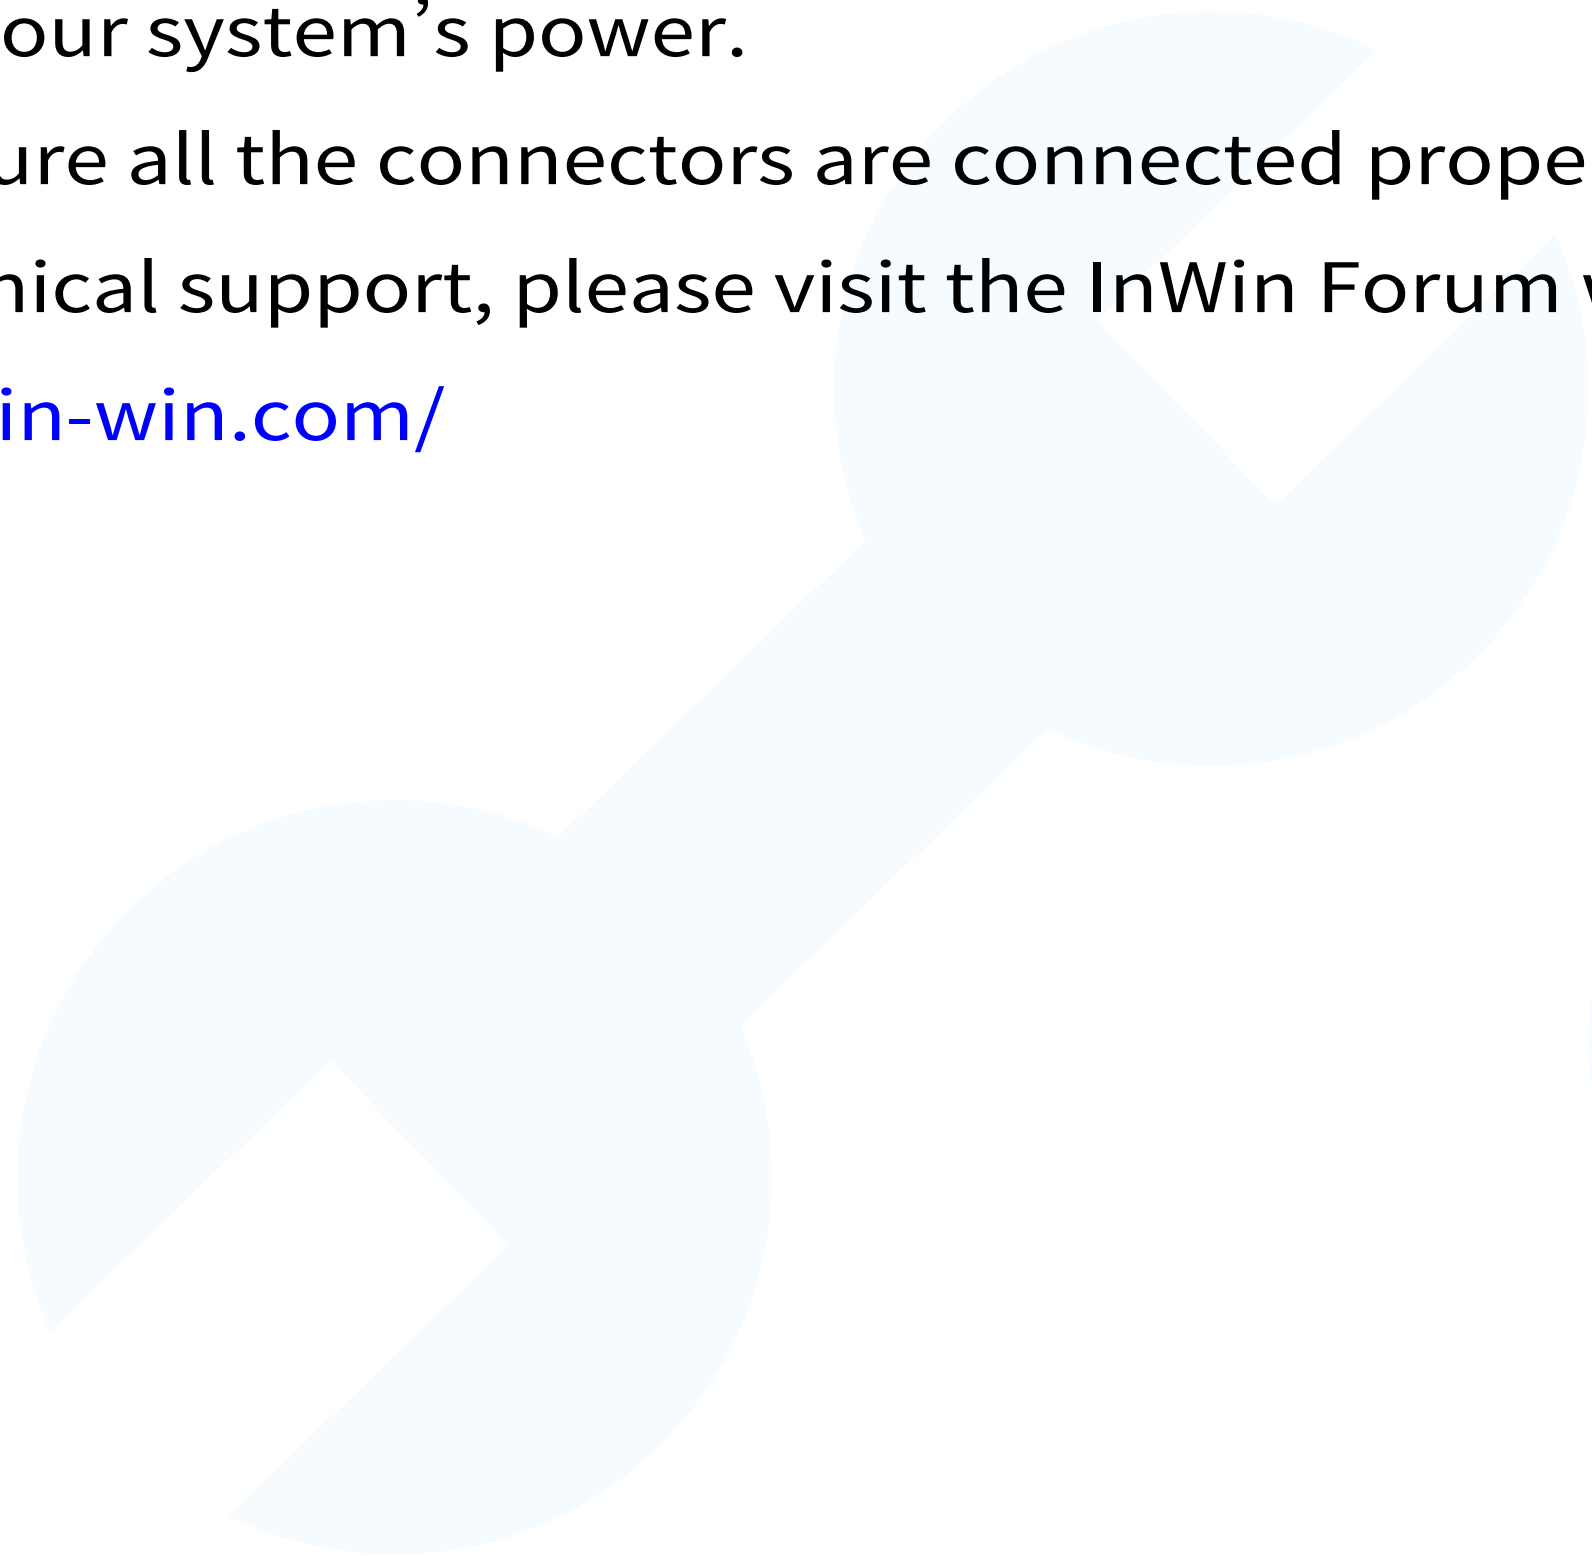 our system’s power.
ure all the connectors are connected prope
nical support, please visit the InWin Forum
in-win.com/